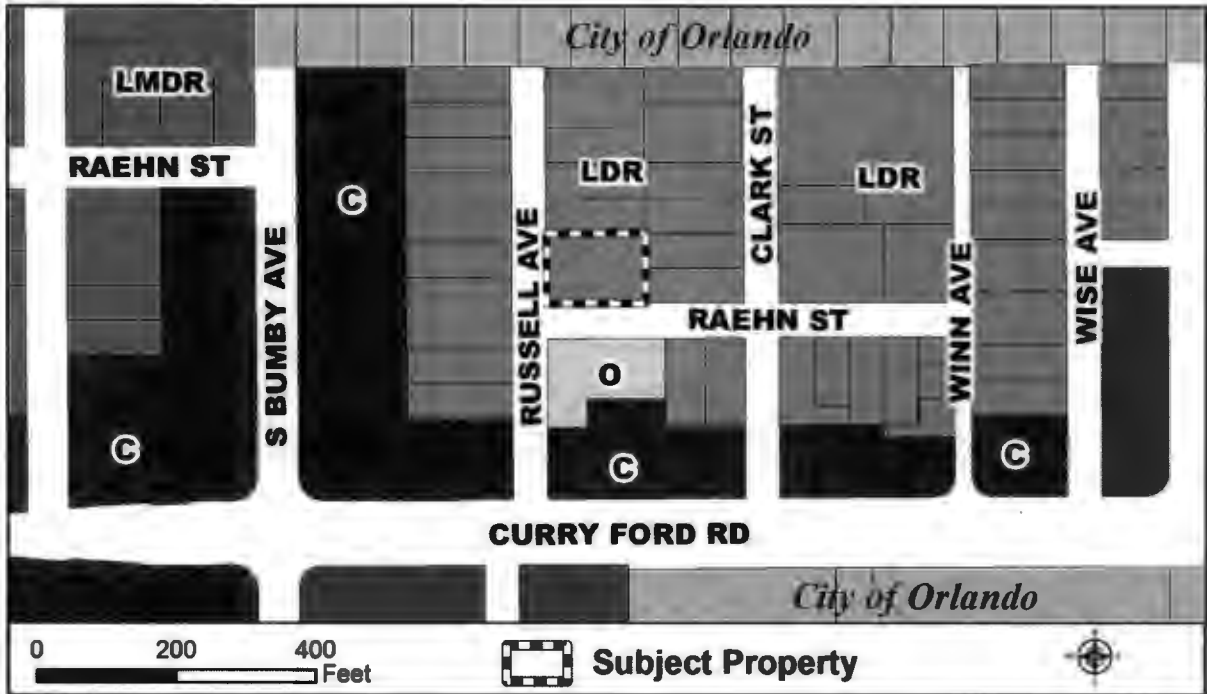 City of Orlando
LMDR
RAEHN ST
C
S BUMBY AVE
RUSSELL AVE
LDR
CLARK ST
LDR
WINN AVE
WISE AVE
RAEHN ST
O
C
C
C
CURRY FORD RD
City of Orlando
0 200 400
Feet
Subject Property